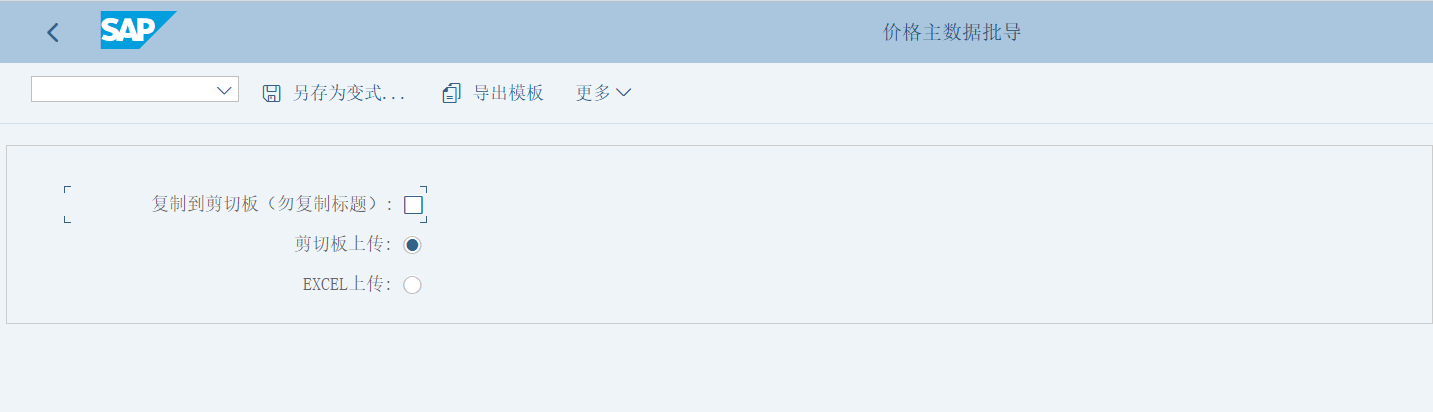 SAP
价格主数据批导
另存为变式... 导出模板 更多
复制到剪切板（勿复制标题）:
剪切板上传:
EXCEL上传: